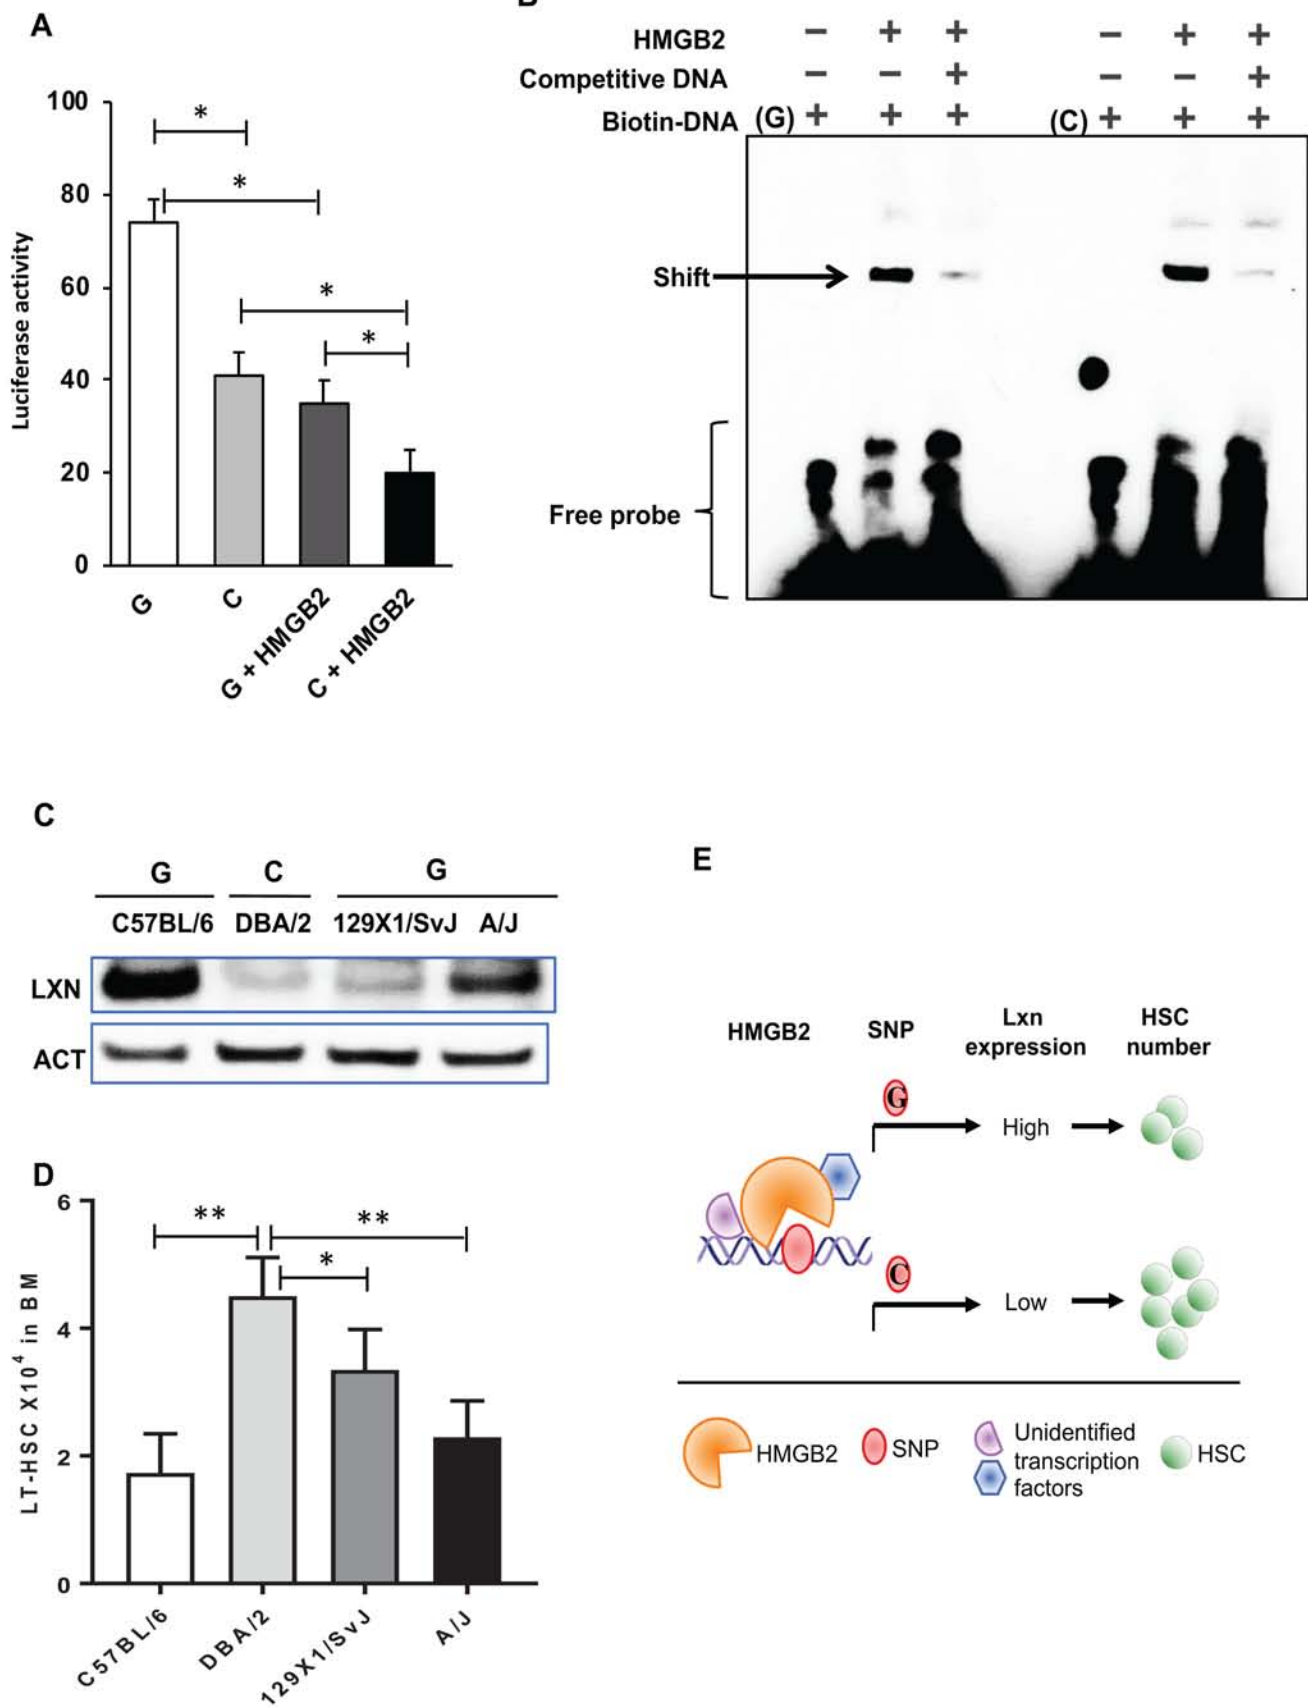 A
100
80
60
40
20
0
Luciferase activity
*
*
*
*
G
C
G + HMGB2
C + HMGB2
HMGB2 − + + − + +
Competitive DNA − − + − − +
Biotin-DNA (G) + + + (C) + + +
Shift
Free probe
C
G C G
C57BL/6 DBA/2 129X1/SvJ A/J
LXN
ACT
D
6
4
2
0
LT-HSC X10⁴ in BM
** **
*
C57BL/6
DBA/2
129X1/SvJ
A/J
E
HMGB2 SNP Lxn expression HSC number
G
High
C
Low
HMGB2
SNP
Unidentified
transcription
factors
HSC